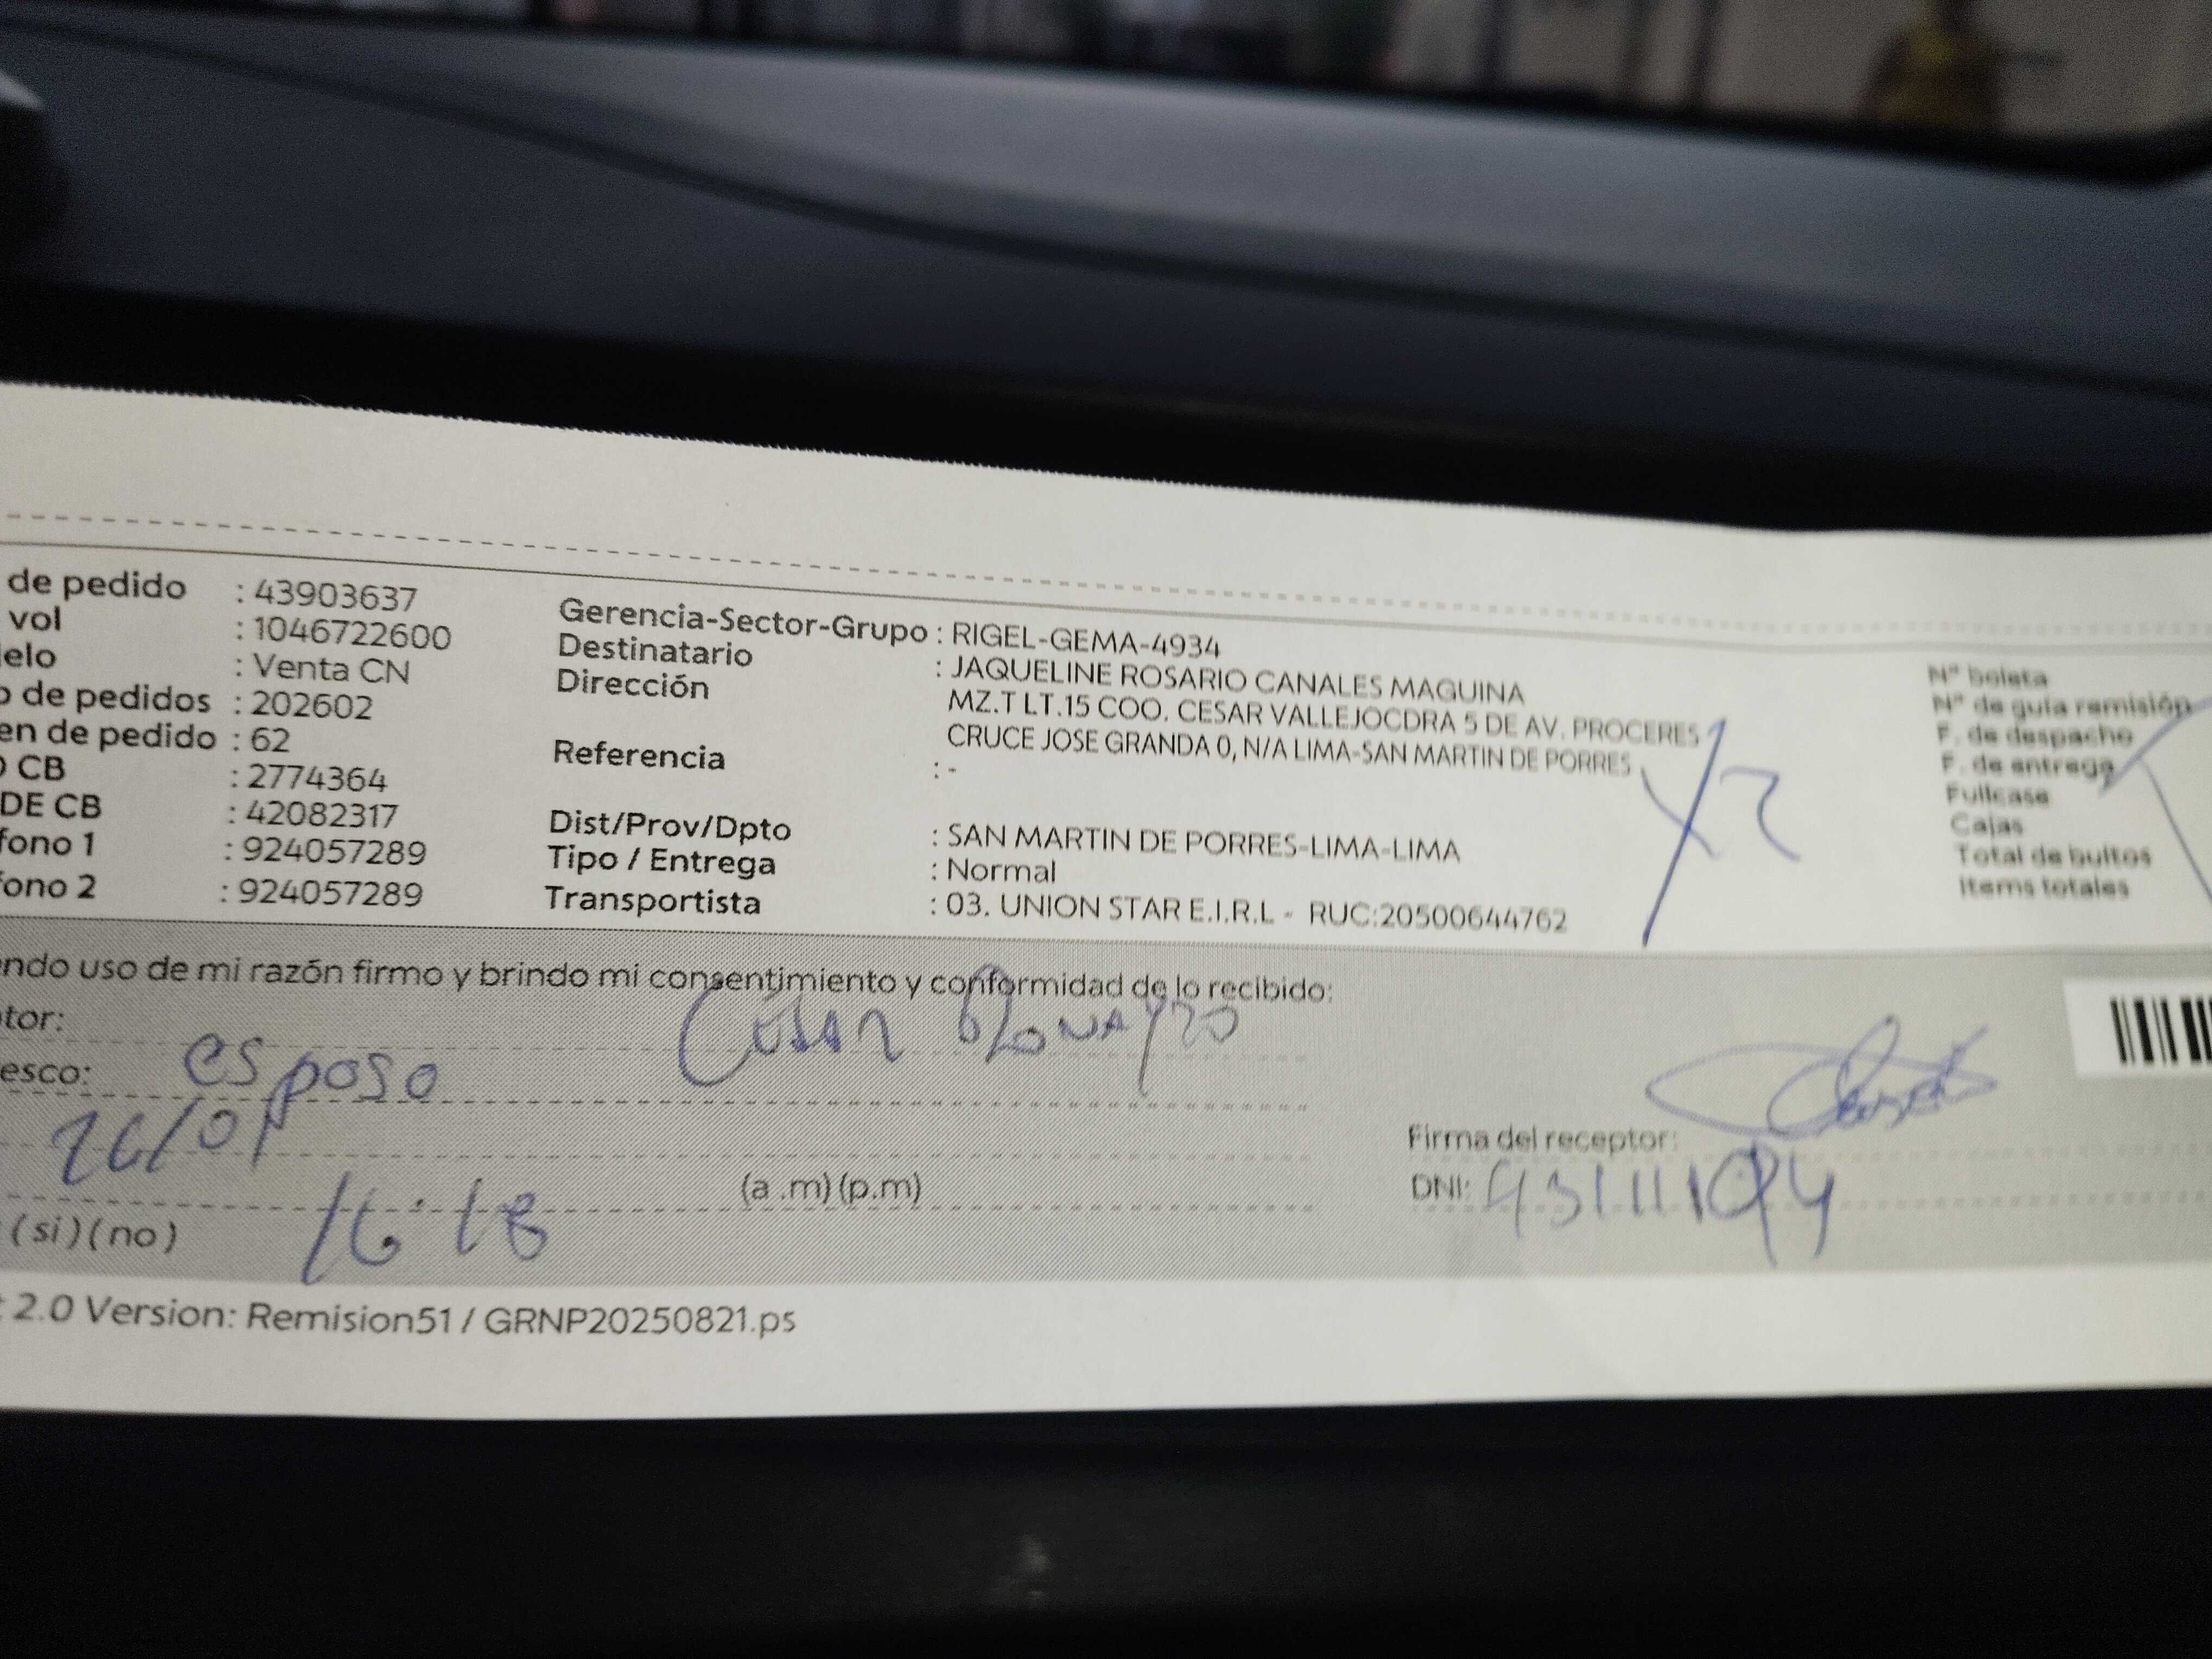 de pedido : 43903637
vol : 1046722600
elo : Venta CN
o de pedidos : 202602
en de pedido : 62
O CB : 2774364
DE CB : 42082317
fono 1 : 924057289
fono 2 : 924057289
Gerencia-Sector-Grupo : RIGEL-GEMA-4934
Destinatario : JAQUELINE ROSARIO CANALES MAGUINA
Dirección MZ.T LT.15 COO. CESAR VALLEJOCDRA 5 DE AV. PROCERES
CRUCE JOSE GRANDA 0, N/A LIMA-SAN MARTIN DE PORRES
Referencia : -
Dist/Prov/Dpto : SAN MARTIN DE PORRES-LIMA-LIMA
Tipo / Entrega : Normal
Transportista : 03. UNION STAR E.I.R.L - RUC:20500644762
N° boleta
N° de guía remisión
F. de despacho
F. de entrega
Fullcase
Cajas
Total de bultos
Items totales
ndo uso de mi razón firmo y brindo mi consentimiento y conformidad de lo recibido:
tor:
esco: esposo
26/01
(a .m) (p.m)
Firma del receptor:
DNI:
(si) (no) 16:18
2.0 Version: Remision51 / GRNP20250821.ps